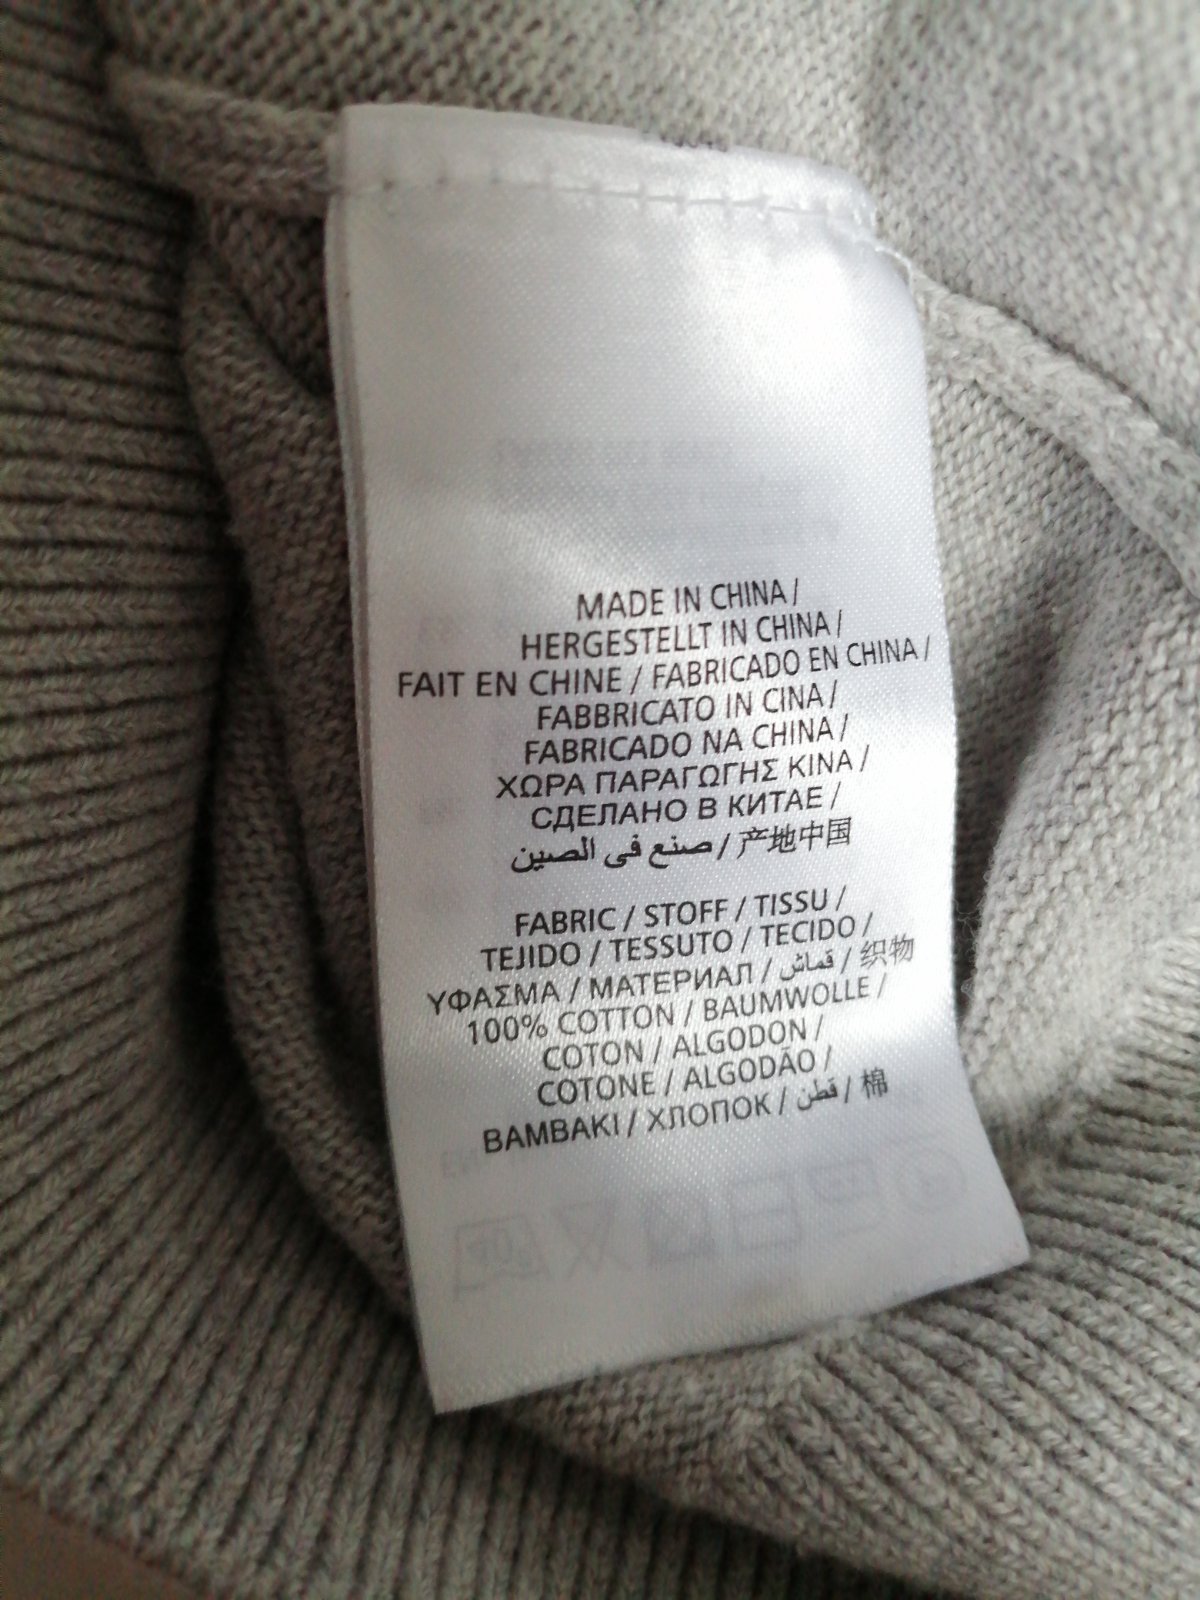 MADE IN CHINA /
HERGESTELLT IN CHINA /
FAIT EN CHINE / FABRICADO EN CHINA /
FABBRICATO IN CINA /
FABRICADO NA CHINA /
ΧΩΡΑ ΠΑΡΑΓΩΓΗΣ ΚΙΝΑ /
СДЕЛАНО В КИТАЕ /
صنع في الصين / 产地中国
FABRIC / STOFF / TISSU /
TEJIDO / TESSUTO / TECIDO /
ΥΦΑΣΜΑ / МАТЕРИАЛ / قماش / 织物
100% COTTON / BAUMWOLLE /
COTON / ALGODON /
COTONE / ALGODÃO /
ΒΑΜΒΑΚΙ / ХЛОПОК / قطن / 棉